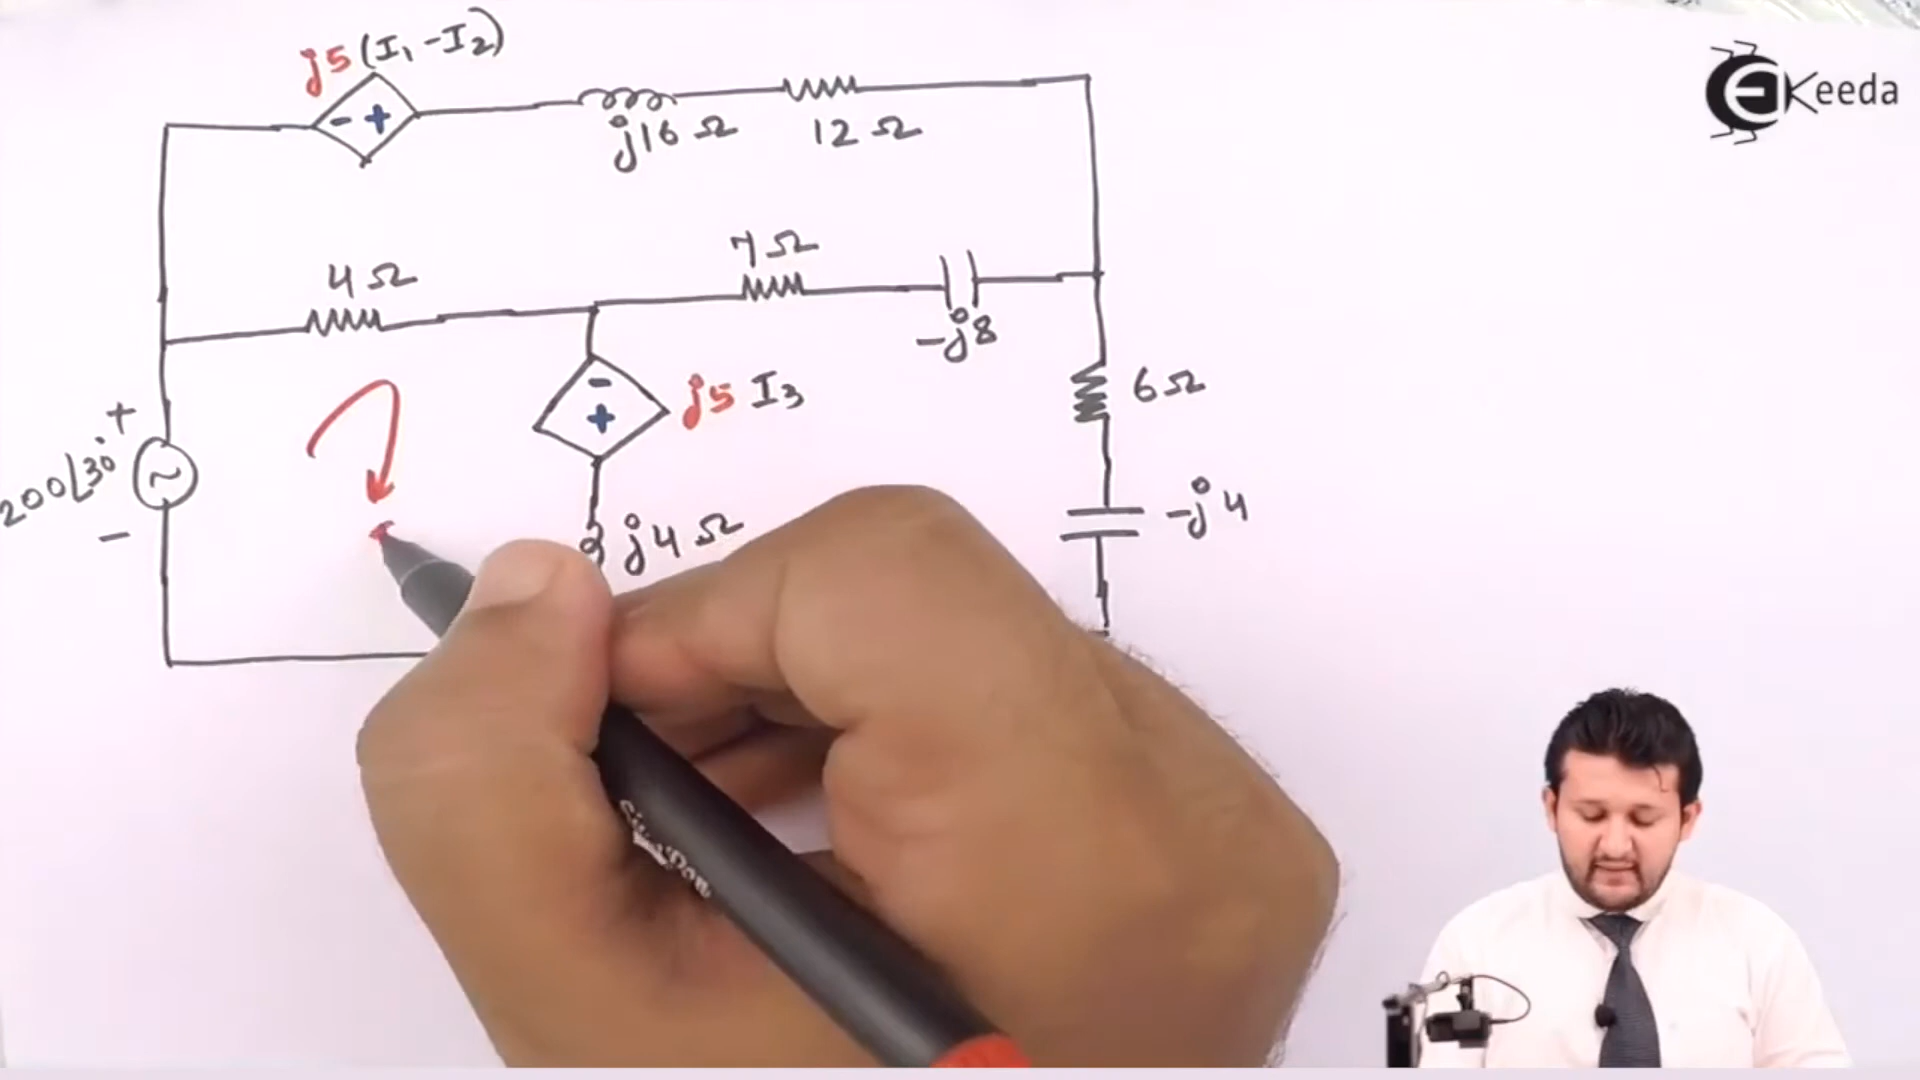 j5 (I₁ - I₂)
- +
j16 Ω
12 Ω
4 Ω
7 Ω
-j8
-
+
j5 I₃
6 Ω
+
200∠30°
~
-
j4 Ω
-j4
Keeda